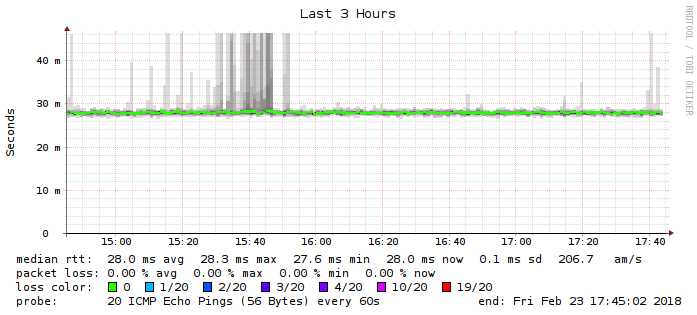 Last 3 Hours
RRDTOOL / TOBI OETIKER
Seconds
40 m
30 m
20 m
10 m
0
15:00 15:20 15:40 16:00 16:20 16:40 17:00 17:20 17:40
median rtt: 28.0 ms avg 28.3 ms max 27.6 ms min 28.0 ms now 0.1 ms sd 206.7 am/s
packet loss: 0.00 % avg 0.00 % max 0.00 % min 0.00 % now
loss color: 0 1/20 2/20 3/20 4/20 10/20 19/20
probe: 20 ICMP Echo Pings (56 Bytes) every 60s end: Fri Feb 23 17:45:02 2018